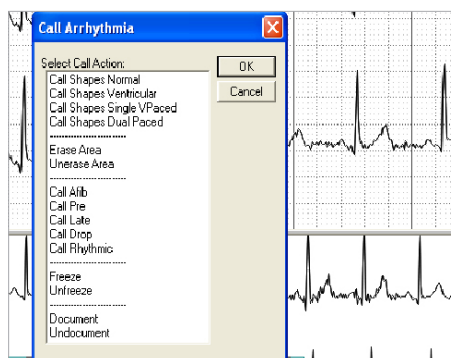 Call Arrhythmia
Select Call Action:
OK
Cancel
Call Shapes Normal
Call Shapes Ventricular
Call Shapes Single VPaced
Call Shapes Dual Paced
-------------------------
Erase Area
Unerase Area
-------------------------
Call Afib
Call Pre
Call Late
Call Drop
Call Rhythmic
-------------------------
Freeze
Unfreeze
-------------------------
Document
Undocument